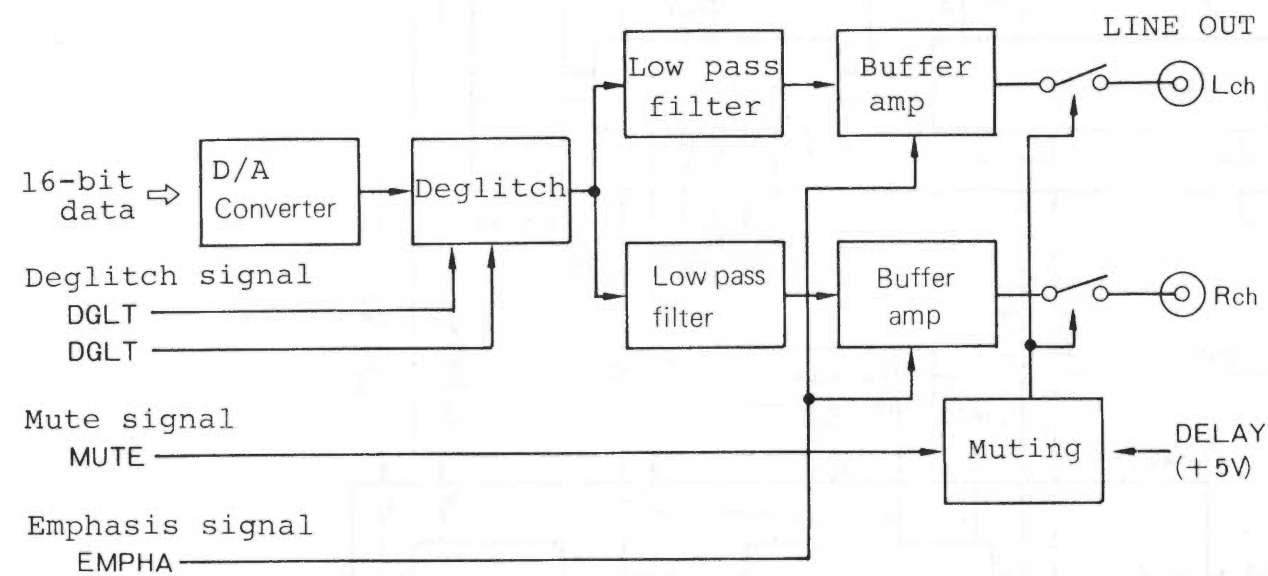 LINE OUT
Low pass
filter
Buffer
amp
Lch
D/A
Converter
16-bit
data
Deglitch
Deglitch signal
DGLT
DGLT
Low pass
filter
Buffer
amp
Rch
Mute signal
MUTE
Muting
DELAY
(+5V)
Emphasis signal
EMPHA